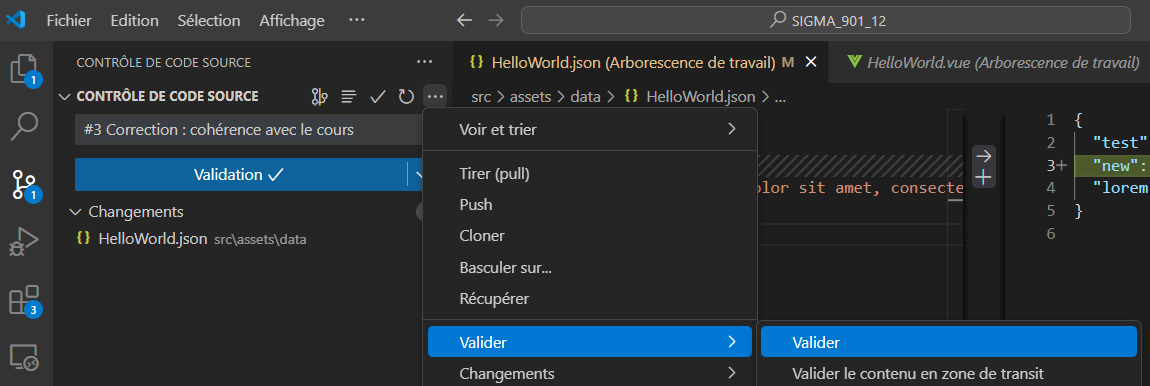 Fichier Edition Sélection Affichage ··· SIGMA_901_12
CONTRÔLE DE CODE SOURCE ···
HelloWorld.json (Arborescence de travail) M
HelloWorld.vue (Arborescence de travail)
CONTRÔLE DE CODE SOURCE ···
src > assets > data > {} HelloWorld.json > ...
#3 Correction : cohérence avec le cours
Validation
Changements
{} HelloWorld.json src\assets\data
Voir et trier
Tirer (pull)
Push
Cloner
Basculer sur...
Récupérer
Valider
Changements
Valider
Valider le contenu en zone de transit
olor sit amet, consecte
1 {
2 "test"
3+ "new":
4 "lorem
5 }
6
1
1
3